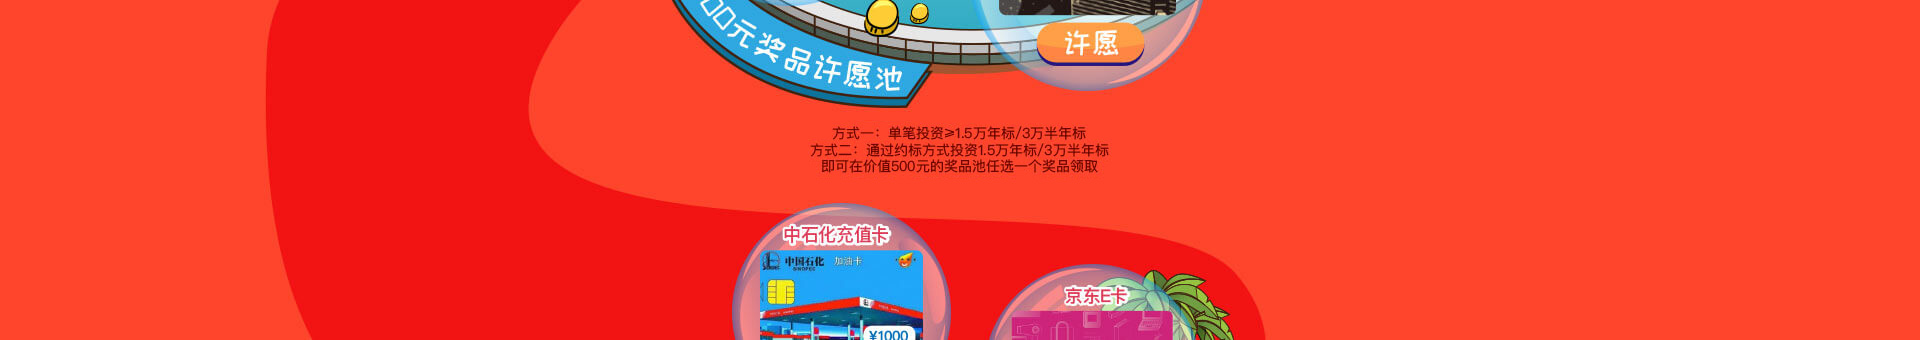 00元奖品许愿池
许愿
方式一：单笔投资≥1.5万年标/3万半年标
方式二：通过约标方式投资1.5万年标/3万半年标
即可在价值500元的奖品池任选一个奖品领取
中石化充值卡
中国石化 加油卡
SINOPEC
¥1000
京东E卡